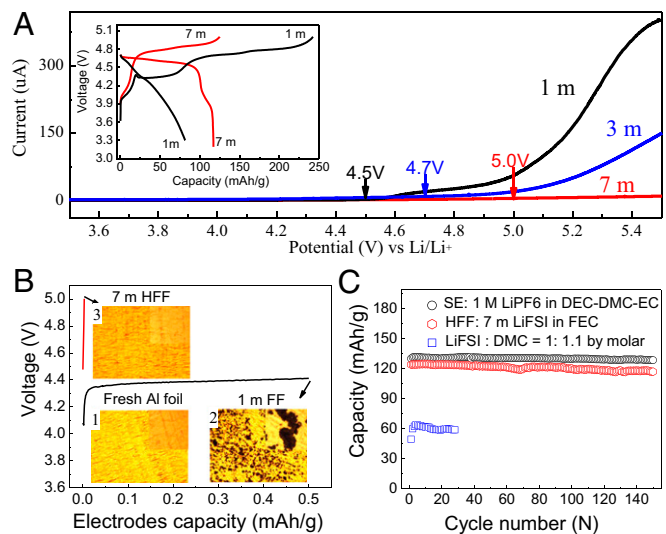 A
5.1
4.8
4.5
4.2
3.9
3.6
3.3
3.0
Voltage (V)
7 m
1 m
1m
7 m
0 50 100 150 200 250
Capacity (mAh/g)
400
150
0
Current (uA)
1 m
3 m
7 m
4.5V
4.7V
5.0V
3.6 3.8 4.0 4.2 4.4 4.6 4.8 5.0 5.2 5.4
Potential (V) vs Li/Li+
B
5.0
4.8
4.6
4.4
4.2
4.0
3.8
Voltage (V)
7 m HFF
3
Fresh Al foil
1
1 m FF
2
0.0 0.1 0.2 0.3 0.4 0.5
Electrodes capacity (mAh/g)
C
180
150
120
90
60
30
0
Capacity (mAh/g)
SE: 1 M LiPF6 in DEC-DMC-EC
HFF: 7 m LiFSI in FEC
LiFSI : DMC = 1: 1.1 by molar
0 20 40 60 80 100 120 140
Cycle number (N)